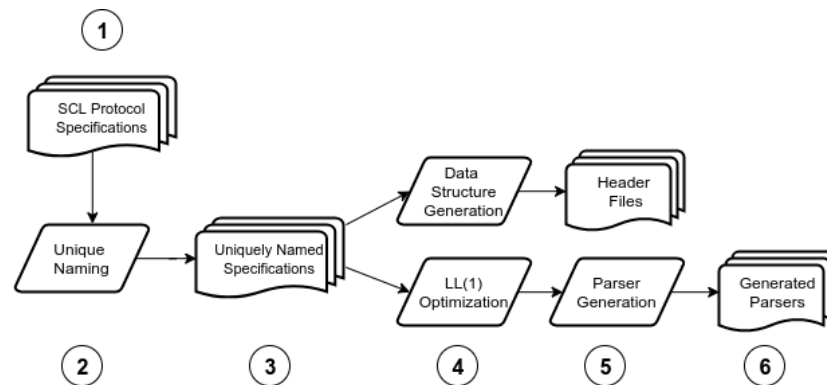 1
SCL Protocol
Specifications
Data
Structure
Generation
Header
Files
Unique
Naming
Uniquely Named
Specifications
LL(1)
Optimization
Parser
Generation
Generated
Parsers
2
3
4
5
6